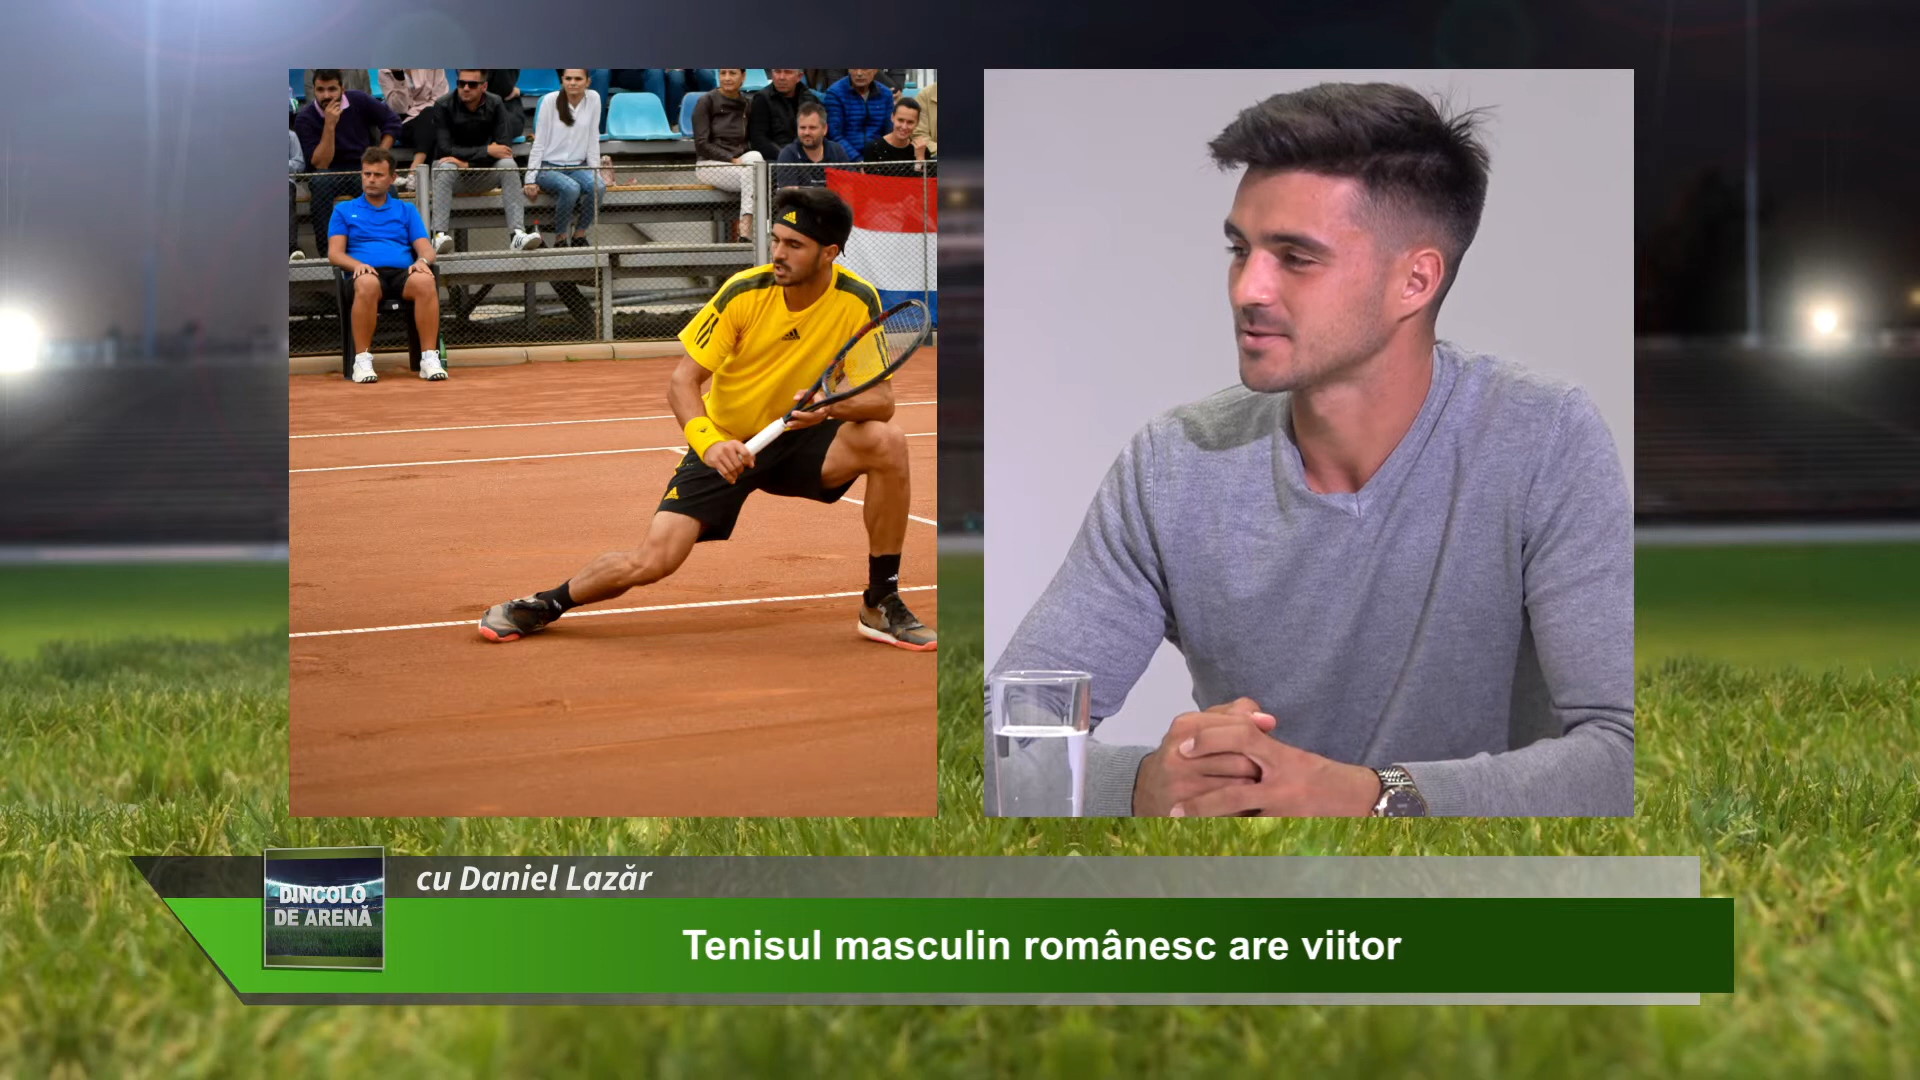 cu Daniel Lazăr
DINCOLO
DE ARENĂ
Tenisul masculin românesc are viitor